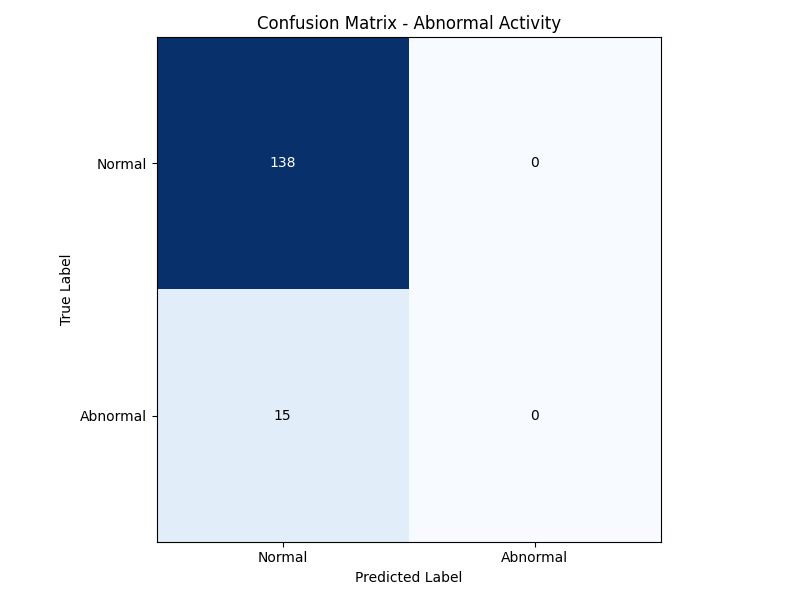 Confusion Matrix - Abnormal Activity
Normal
138
0
True Label
Abnormal
15
0
Normal
Abnormal
Predicted Label